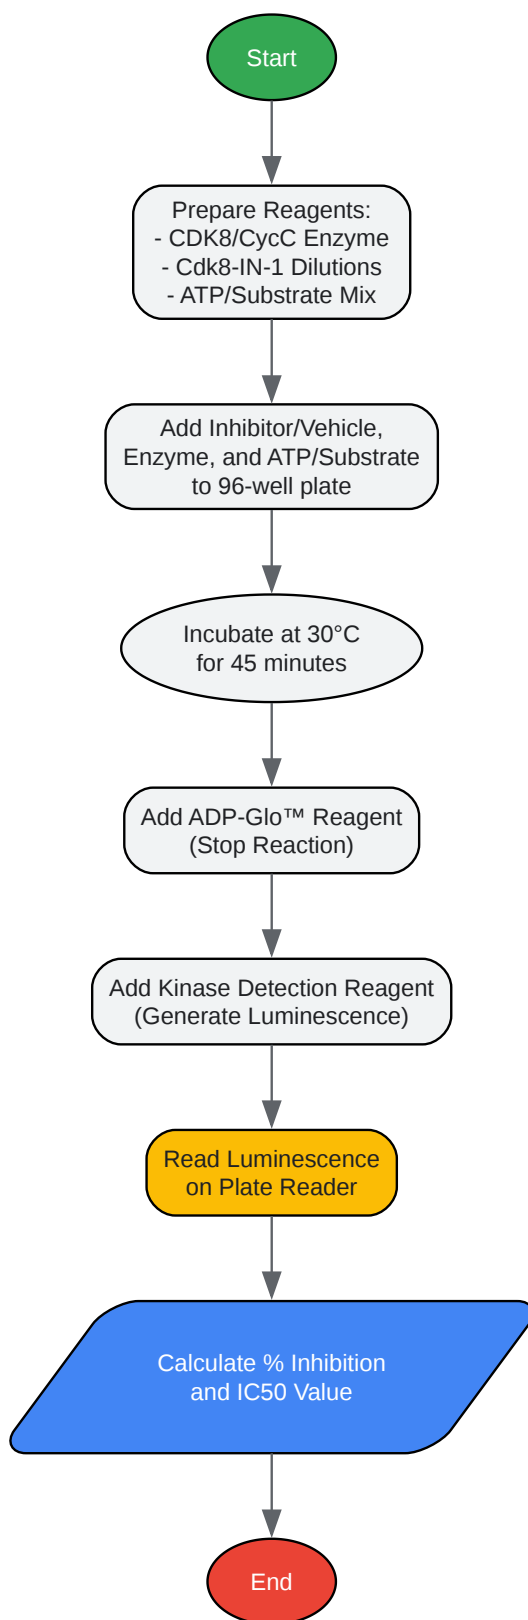 Start
Prepare Reagents:
- CDK8/CycC Enzyme
- Cdk8-IN-1 Dilutions
- ATP/Substrate Mix
Add Inhibitor/Vehicle,
Enzyme, and ATP/Substrate
to 96-well plate
Incubate at 30°C
for 45 minutes
Add ADP-Glo™ Reagent
(Stop Reaction)
Add Kinase Detection Reagent
(Generate Luminescence)
Read Luminescence
on Plate Reader
Calculate % Inhibition
and IC50 Value
End